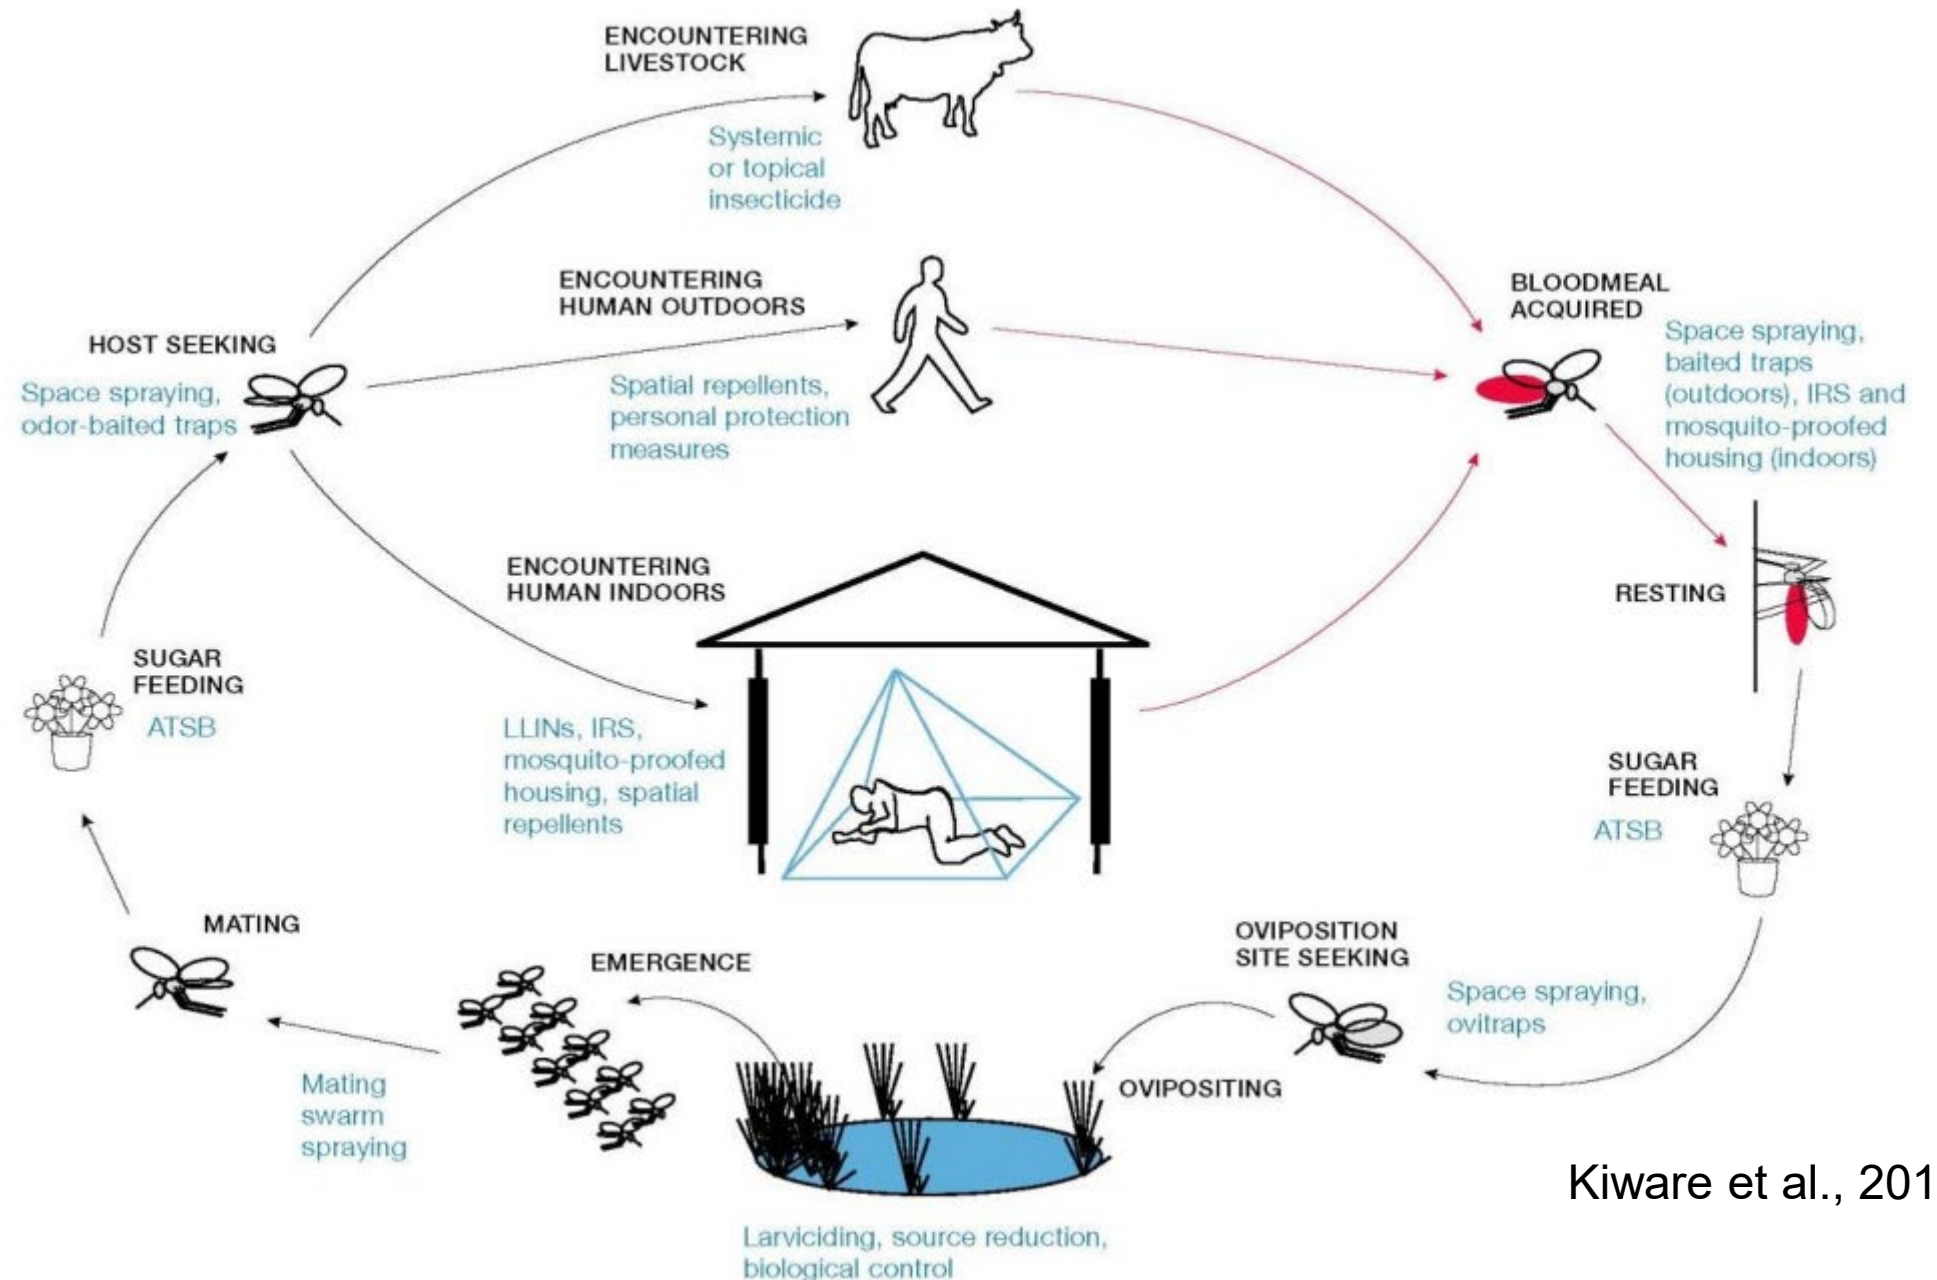 ENCOUNTERING
LIVESTOCK
Systemic
or topical
insecticide
ENCOUNTERING
HUMAN OUTDOORS
Spatial repellents,
personal protection
measures
HOST SEEKING
Space spraying,
odor-baited traps
BLOODMEAL
ACQUIRED
Space spraying,
baited traps
(outdoors), IRS and
mosquito-proofed
housing (indoors)
ENCOUNTERING
HUMAN INDOORS
LLINs, IRS,
mosquito-proofed
housing, spatial
repellents
RESTING
SUGAR
FEEDING
ATSB
SUGAR
FEEDING
ATSB
MATING
EMERGENCE
Mating
swarm
spraying
OVIPOSITION
SITE SEEKING
Space spraying,
ovitraps
OVIPOSITING
Larviciding, source reduction,
biological control
Kiware et al., 201